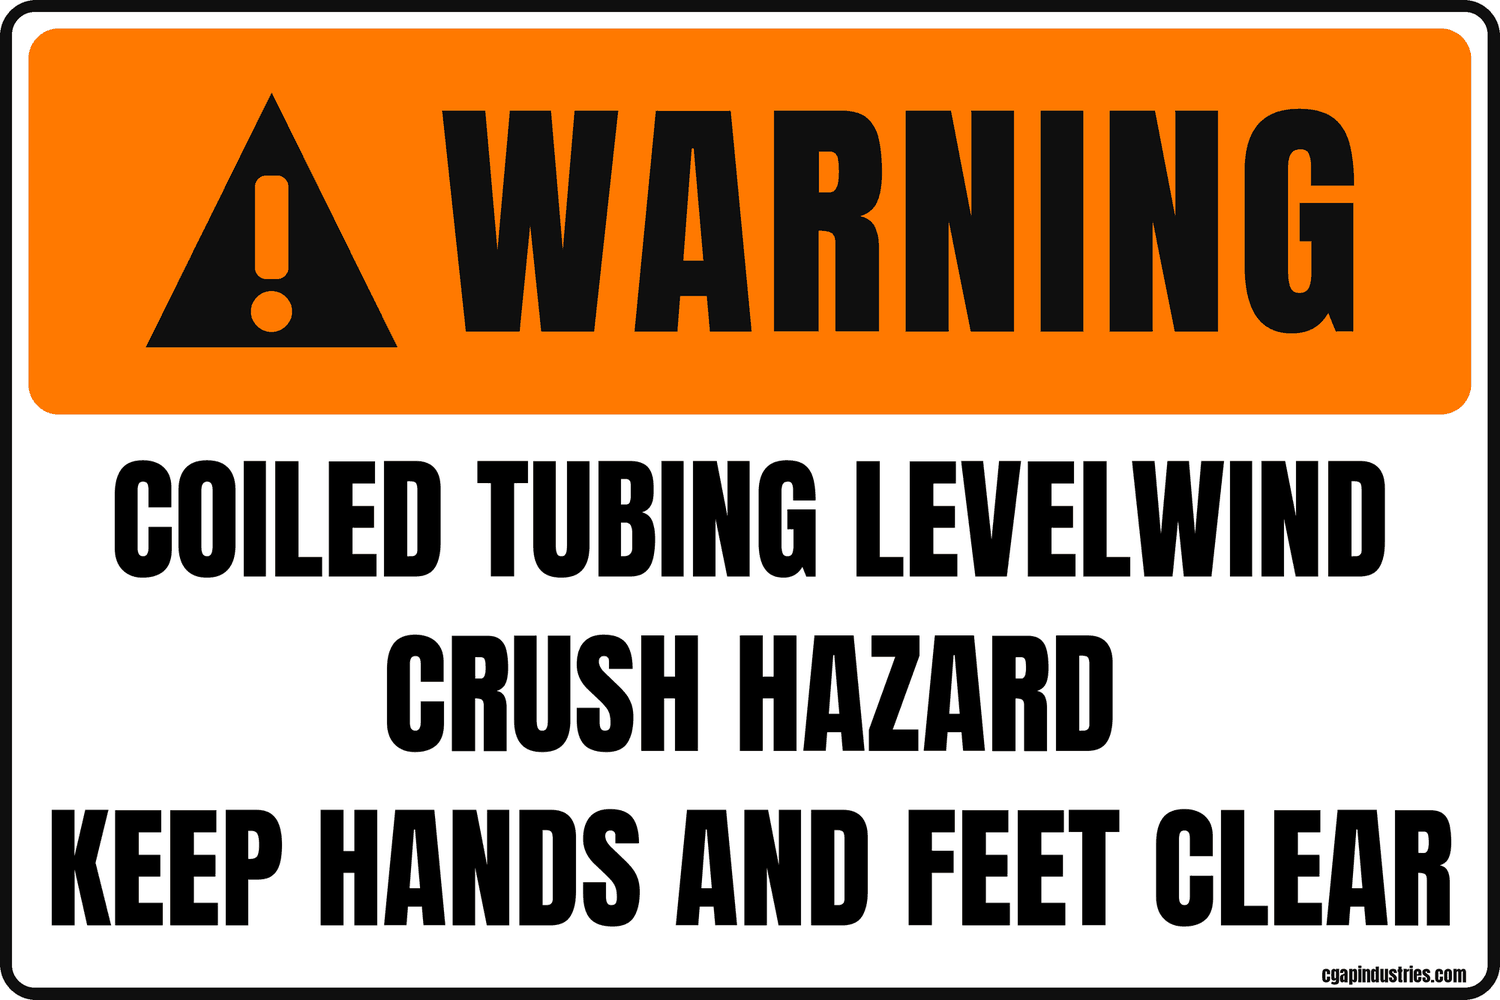 WARNING
COILED TUBING LEVELWIND
CRUSH HAZARD
KEEP HANDS AND FEET CLEAR
cgapindustries.com